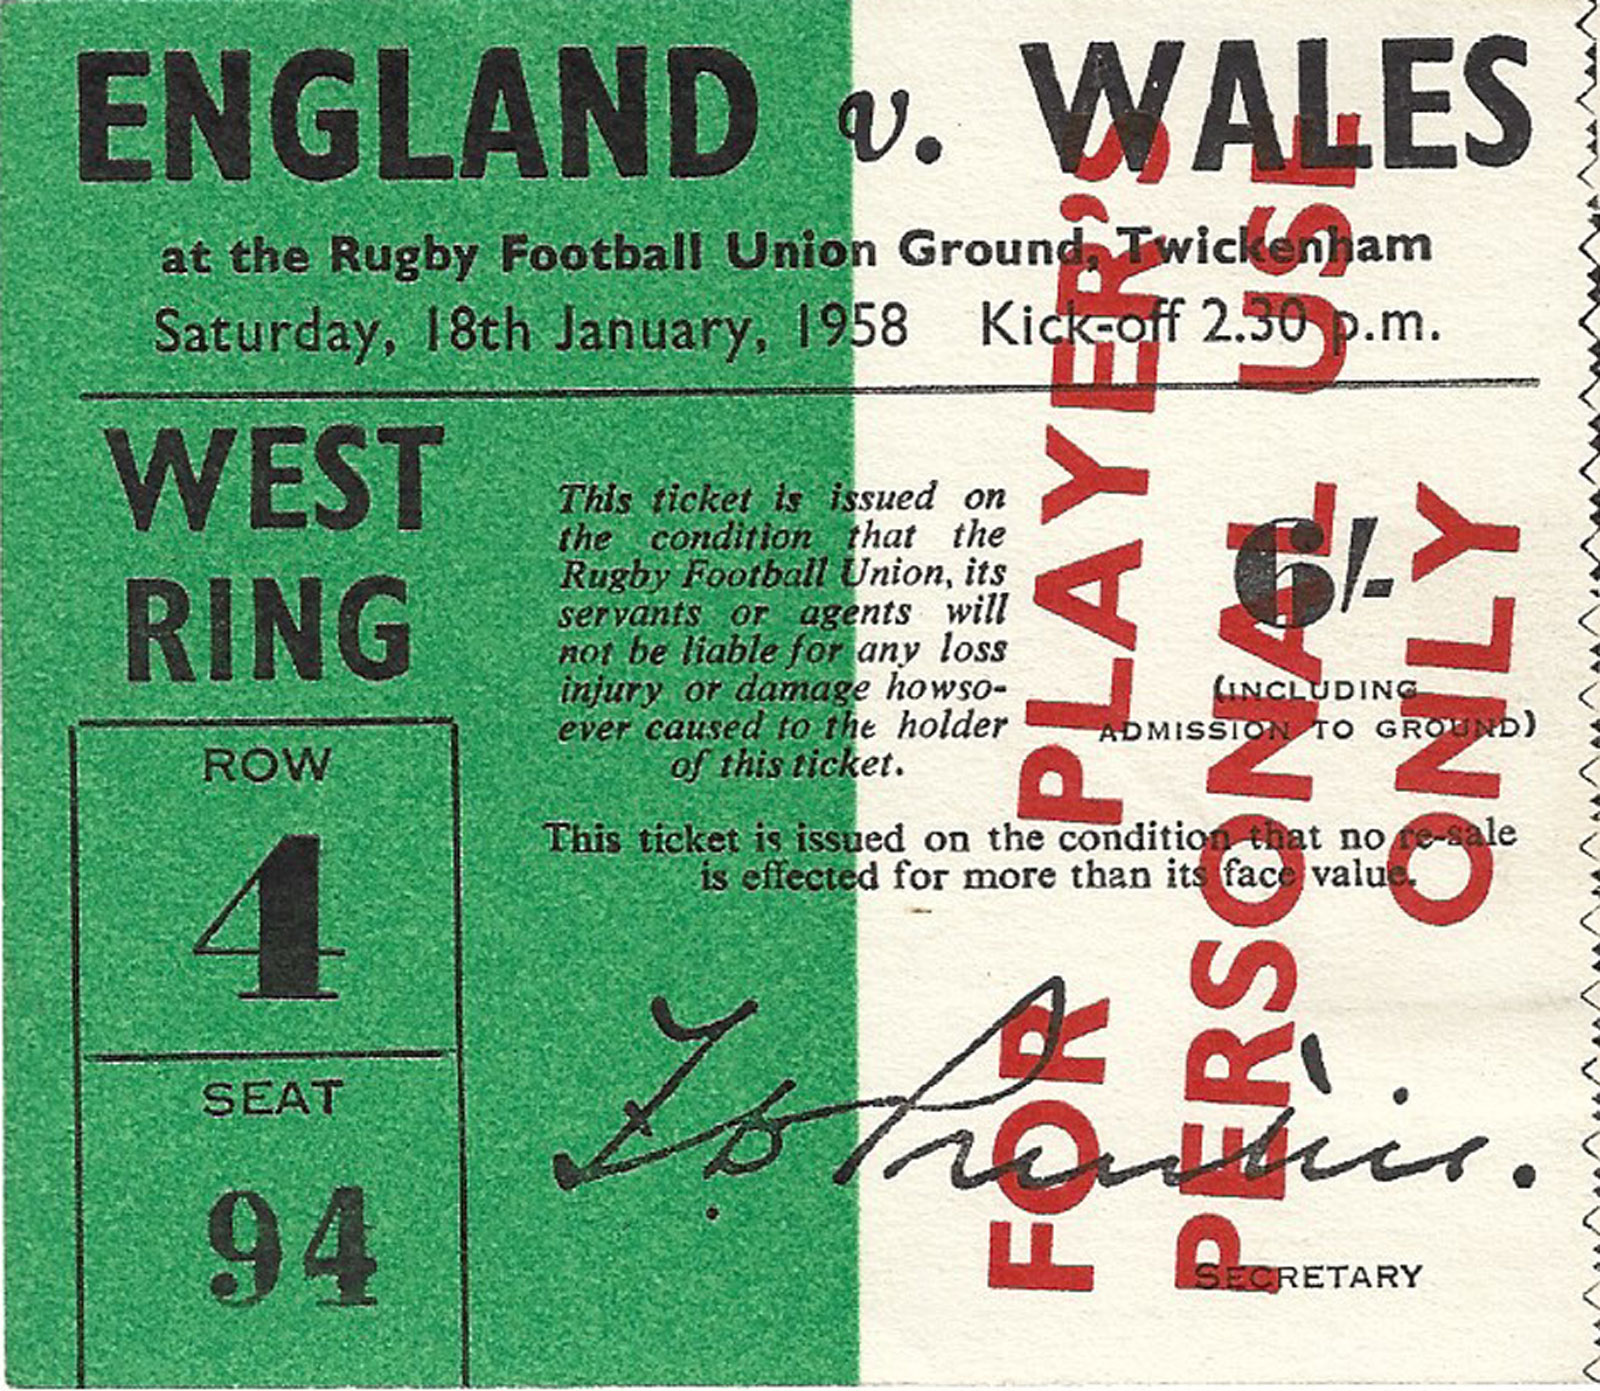 ENGLAND v. WALES
at the Rugby Football Union Ground, Twickenham
Saturday, 18th January, 1958 Kick-off 2.30 p.m.
WEST
RING
ROW
4
SEAT
94
This ticket is issued on
the condition that the
Rugby Football Union, its
servants or agents will
not be liable for any loss
injury or damage howso-
ever caused to the holder
of this ticket.
6/-
(INCLUDING
ADMISSION TO GROUND)
This ticket is issued on the condition that no re-sale
is effected for more than its face value.
SECRETARY
FOR PLAYER'S
PERSONAL USE
ONLY